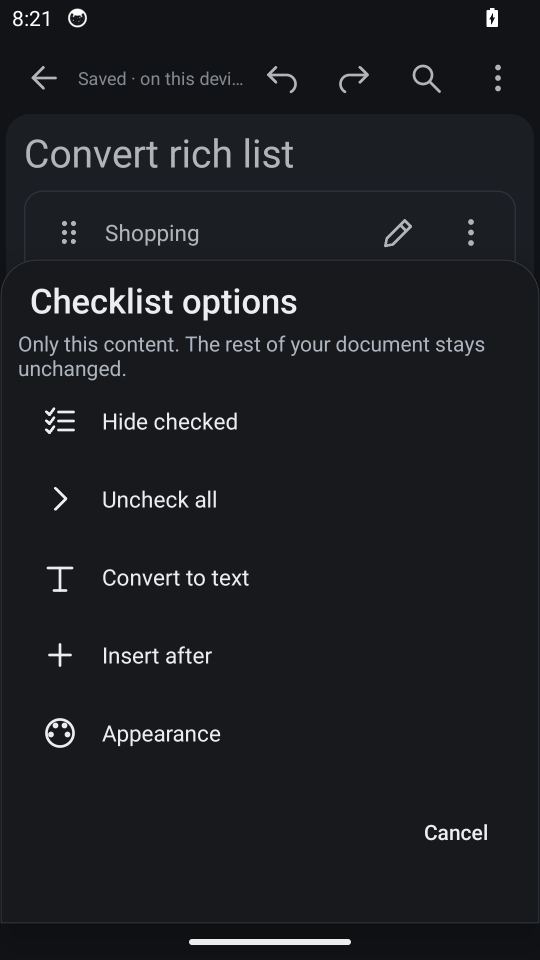 8:21
Saved · on this devi…
Convert rich list
Shopping
Checklist options
Only this content. The rest of your document stays
unchanged.
Hide checked
Uncheck all
Convert to text
Insert after
Appearance
Cancel